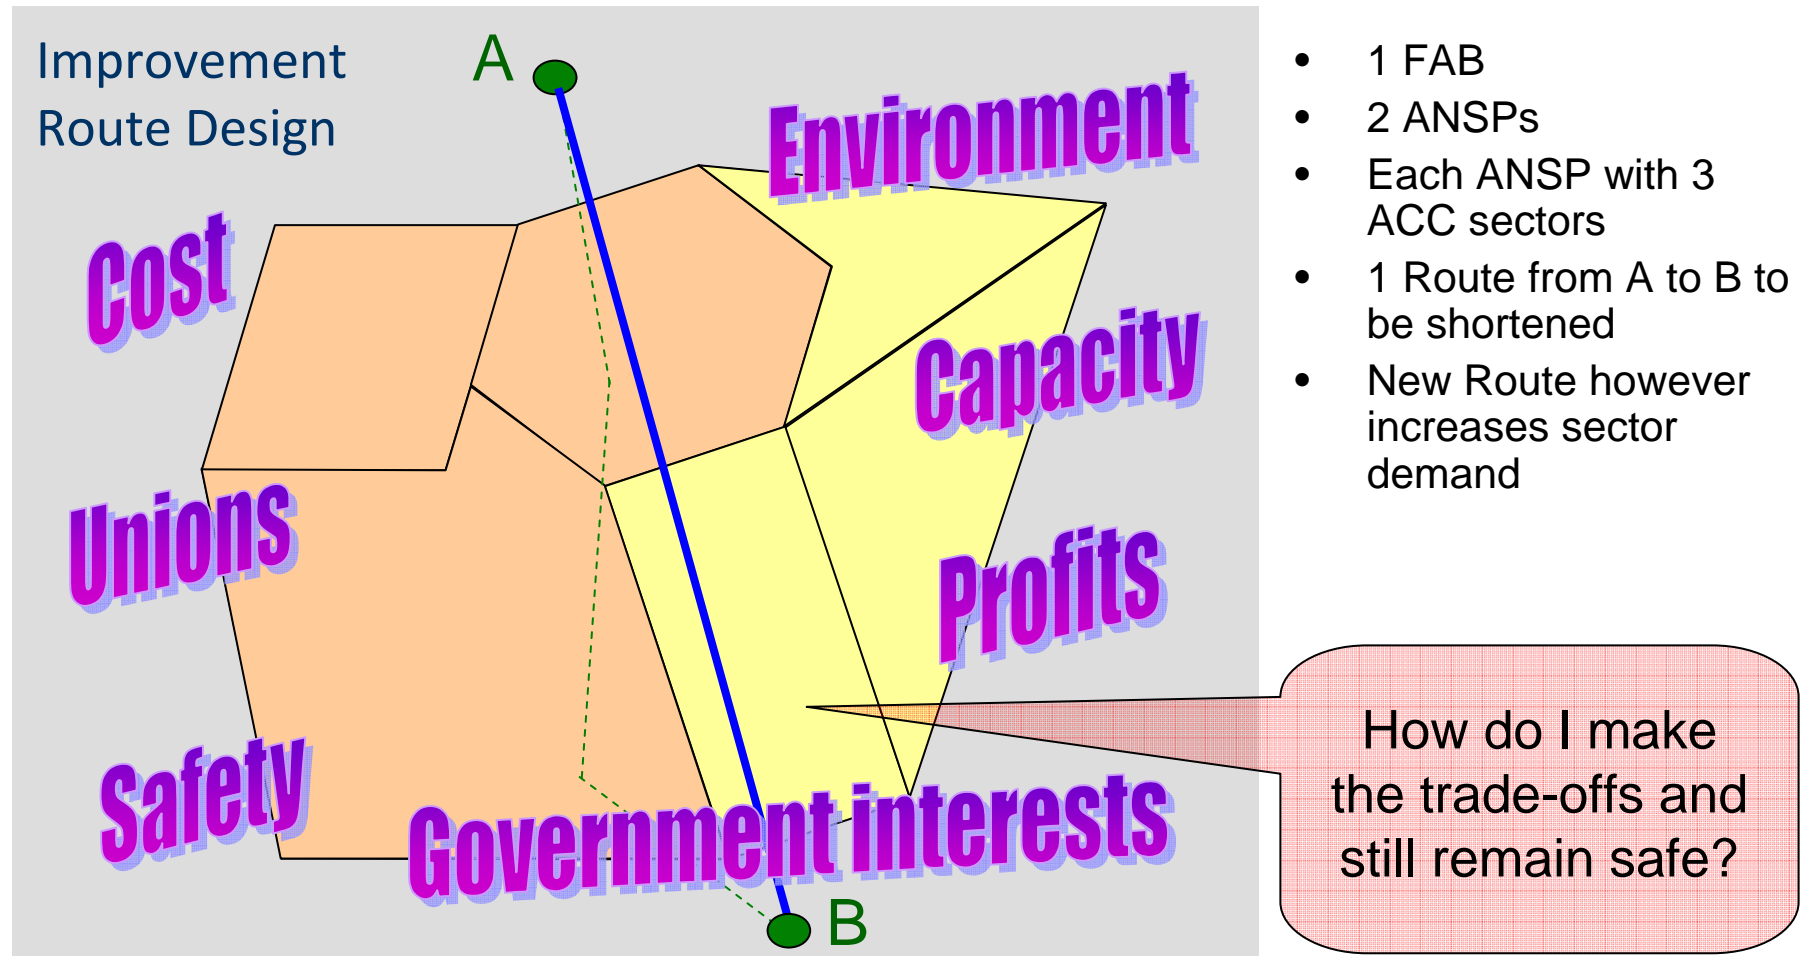 Improvement
Route Design
A
Environment
Cost
Capacity
Unions
Profits
Safety
Government interests
B
• 1 FAB
• 2 ANSPs
• Each ANSP with 3
ACC sectors
• 1 Route from A to B to
be shortened
• New Route however
increases sector
demand
How do I make
the trade-offs and
still remain safe?